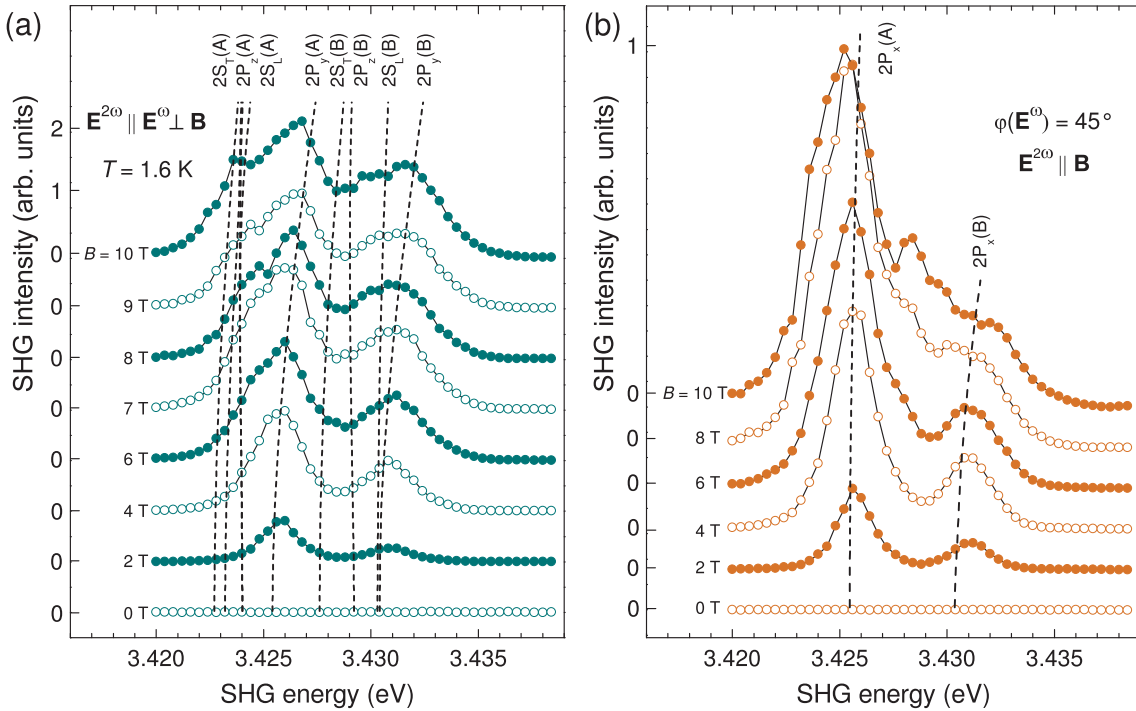 (a)
2S_T(A)
2P_z(A)
2S_L(A)
2P_y(A)
2S_T(B)
2P_z(B)
2S_L(B)
2P_y(B)
E^2ω || E^ω ⊥ B
T = 1.6 K
SHG intensity (arb. units)
2
1
0
0
0
0
0
0
0
0
B = 10 T
9 T
8 T
7 T
6 T
4 T
2 T
0 T
3.420
3.425
3.430
3.435
SHG energy (eV)
(b)
2P_x(A)
2P_x(B)
φ(E^ω) = 45°
E^2ω || B
SHG intensity (arb. units)
1
0
0
0
0
0
0
B = 10 T
8 T
6 T
4 T
2 T
0 T
3.420
3.425
3.430
3.435
SHG energy (eV)